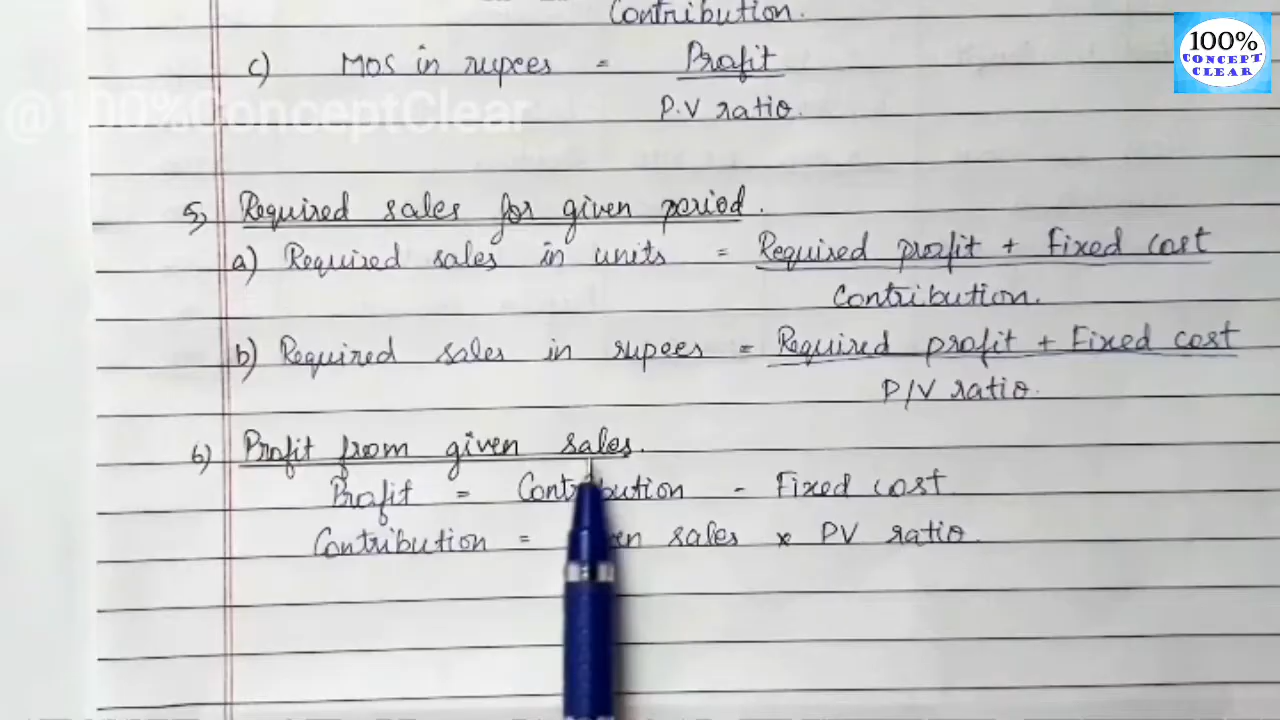 Contribution.
100%
CONCEPT
CLEAR
c) MOS in rupees = Profit
P.V ratio.
@100%ConceptClear
5) Required sales for given period.
a) Required sales in units = Required profit + Fixed cost
Contribution.
b) Required sales in rupees = Required profit + Fixed cost
P/V ratio.
6) Profit from given sales.
Profit = Contribution - Fixed cost
Contribution = sales × PV ratio.